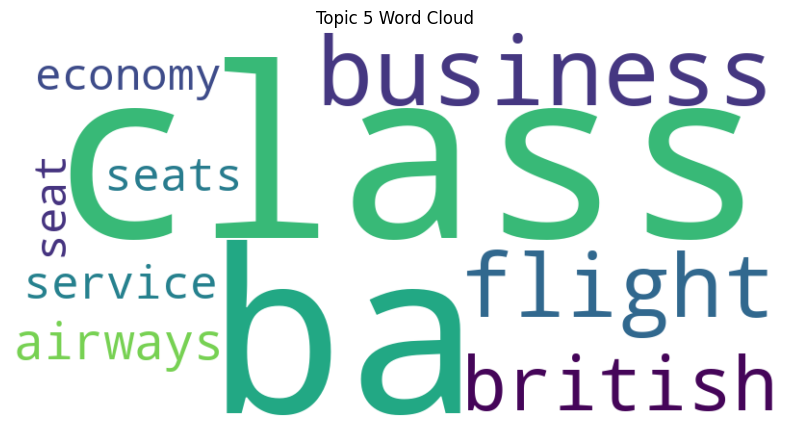 Topic 5 Word Cloud
economy
business
class
seats
seat
service
ba
flight
airways
british